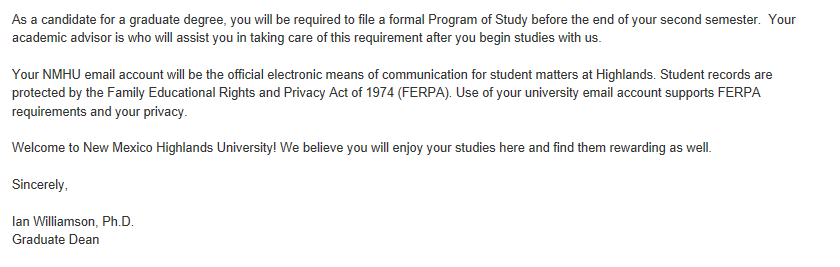 As a candidate for a graduate degree, you will be required to file a formal Program of Study before the end of your second semester.  Your
academic advisor is who will assist you in taking care of this requirement after you begin studies with us.
Your NMHU email account will be the official electronic means of communication for student matters at Highlands. Student records are
protected by the Family Educational Rights and Privacy Act of 1974 (FERPA). Use of your university email account supports FERPA
requirements and your privacy.
Welcome to New Mexico Highlands University! We believe you will enjoy your studies here and find them rewarding as well.
Sincerely,
Ian Williamson, Ph.D.
Graduate Dean